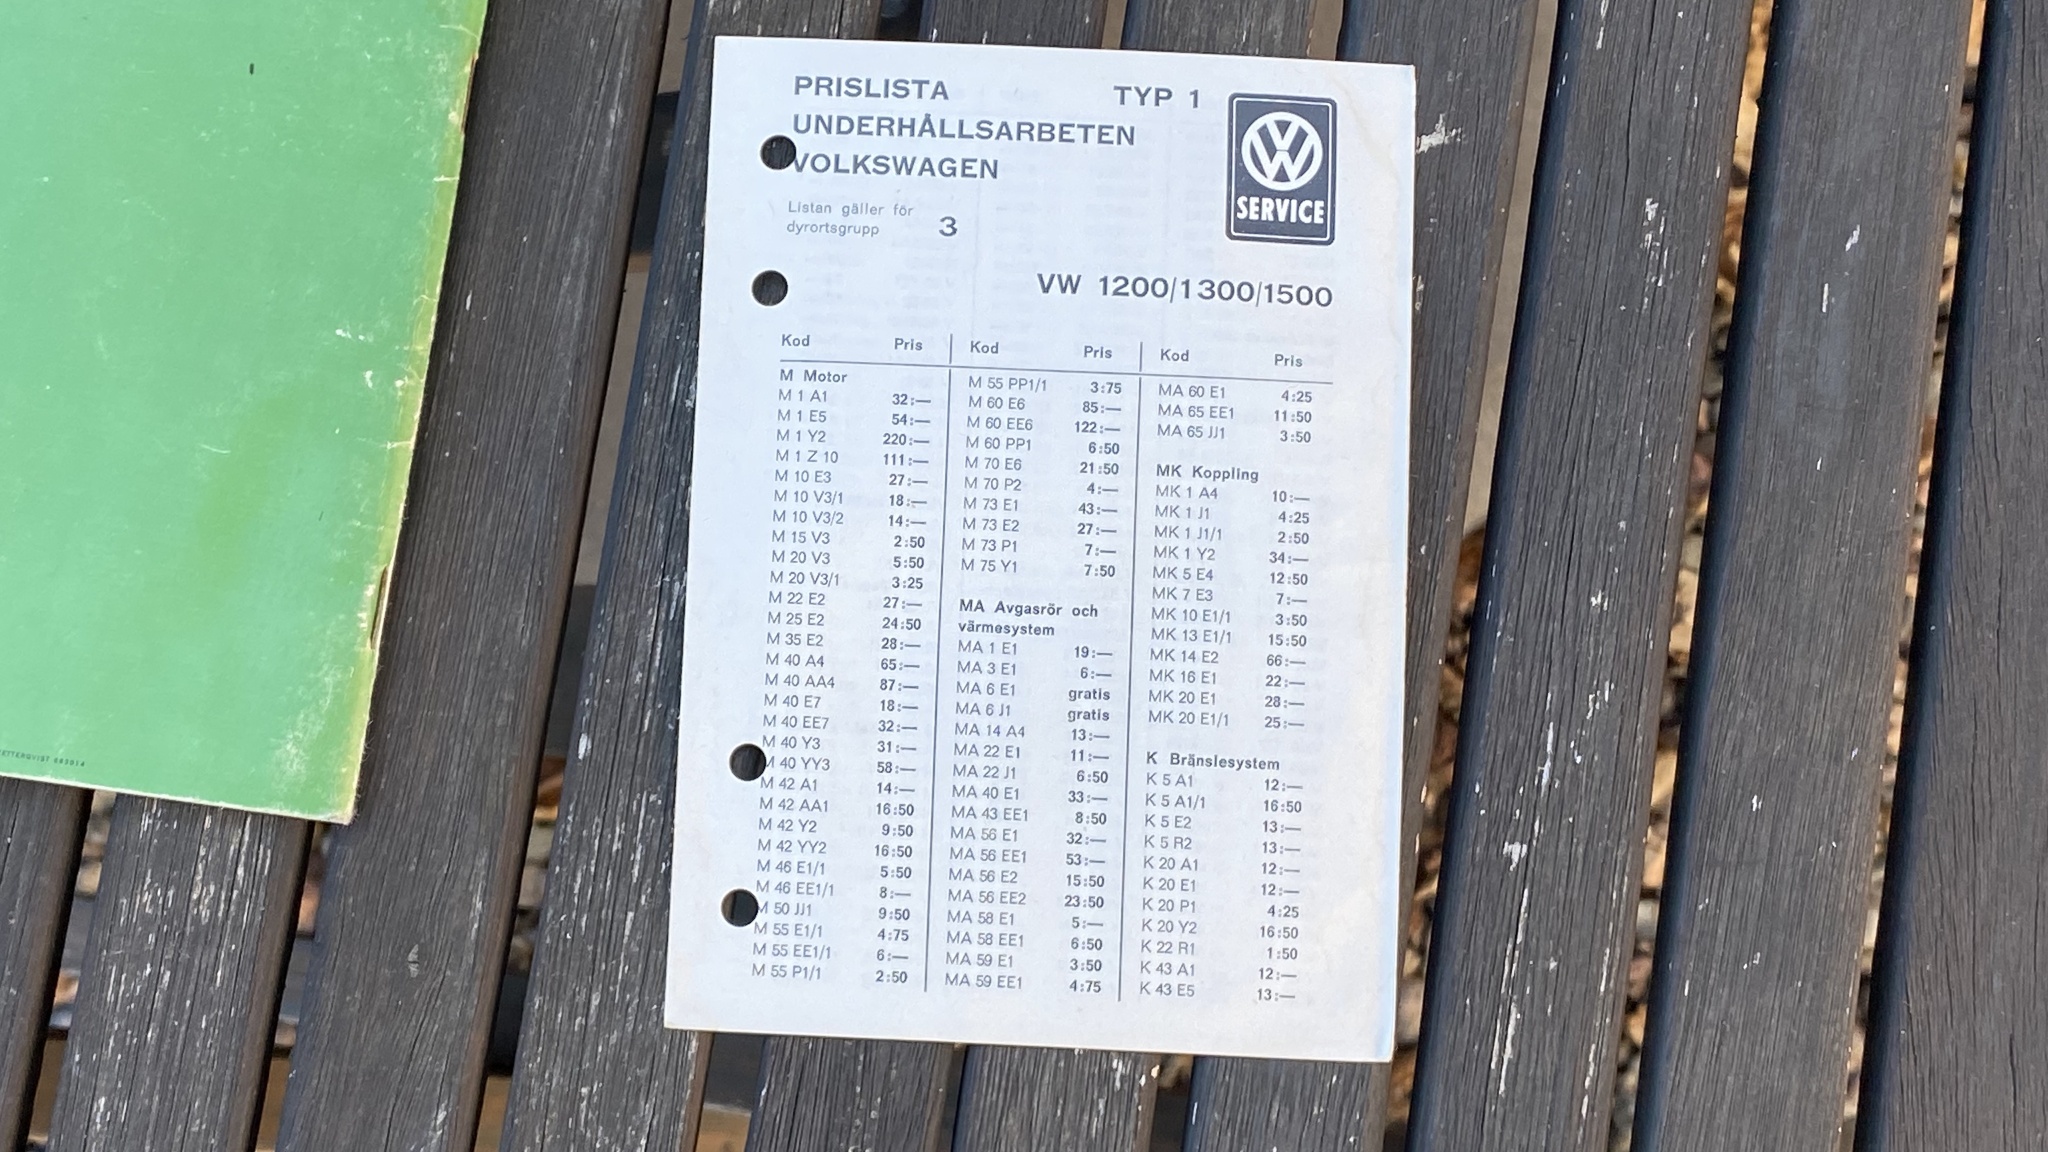 PRISLISTA TYP 1
UNDERHÅLLSARBETEN
VOLKSWAGEN
SERVICE
Listan gäller för
dyrortsgrupp 3
VW 1200/1300/1500
Kod Pris
M Motor
M 1 A1 32:—
M 1 E5 54:—
M 1 Y2 220:—
M 1 Z 10 111:—
M 10 E3 27:—
M 10 V3/1 18:—
M 10 V3/2 14:—
M 15 V3 2:50
M 20 V3 5:50
M 20 V3/1 3:25
M 22 E2 27:—
M 25 E2 24:50
M 35 E2 28:—
M 40 A4 65:—
M 40 AA4 87:—
M 40 E7 18:—
M 40 EE7 32:—
M 40 Y3 31:—
M 40 YY3 58:—
M 42 A1 14:—
M 42 AA1 16:50
M 42 Y2 9:50
M 42 YY2 16:50
M 46 E1/1 5:50
M 46 EE1/1 8:—
M 50 JJ1 9:50
M 55 E1/1 4:75
M 55 EE1/1 6:—
M 55 P1/1 2:50
Kod Pris
M 55 PP1/1 3:75
M 60 E6 85:—
M 60 EE6 122:—
M 60 PP1 6:50
M 70 E6 21:50
M 70 P2 4:—
M 73 E1 43:—
M 73 E2 27:—
M 73 P1 7:—
M 75 Y1 7:50
MA Avgasrör och
värmesystem
MA 1 E1 19:—
MA 3 E1 6:—
MA 6 E1 gratis
MA 6 J1 gratis
MA 14 A4 13:—
MA 22 E1 11:—
MA 22 J1 6:50
MA 40 E1 33:—
MA 43 EE1 8:50
MA 56 E1 32:—
MA 56 EE1 53:—
MA 56 E2 15:50
MA 56 EE2 23:50
MA 58 E1 5:—
MA 58 EE1 6:50
MA 59 E1 3:50
MA 59 EE1 4:75
Kod Pris
MA 60 E1 4:25
MA 65 EE1 11:50
MA 65 JJ1 3:50
MK Koppling
MK 1 A4 10:—
MK 1 J1 4:25
MK 1 J1/1 2:50
MK 1 Y2 34:—
MK 5 E4 12:50
MK 7 E3 7:—
MK 10 E1/1 3:50
MK 13 E1/1 15:50
MK 14 E2 66:—
MK 16 E1 22:—
MK 20 E1 28:—
MK 20 E1/1 25:—
K Bränslesystem
K 5 A1 12:—
K 5 A1/1 16:50
K 5 E2 13:—
K 5 R2 13:—
K 20 A1 12:—
K 20 E1 12:—
K 20 P1 4:25
K 20 Y2 16:50
K 22 R1 1:50
K 43 A1 12:—
K 43 E5 13:—